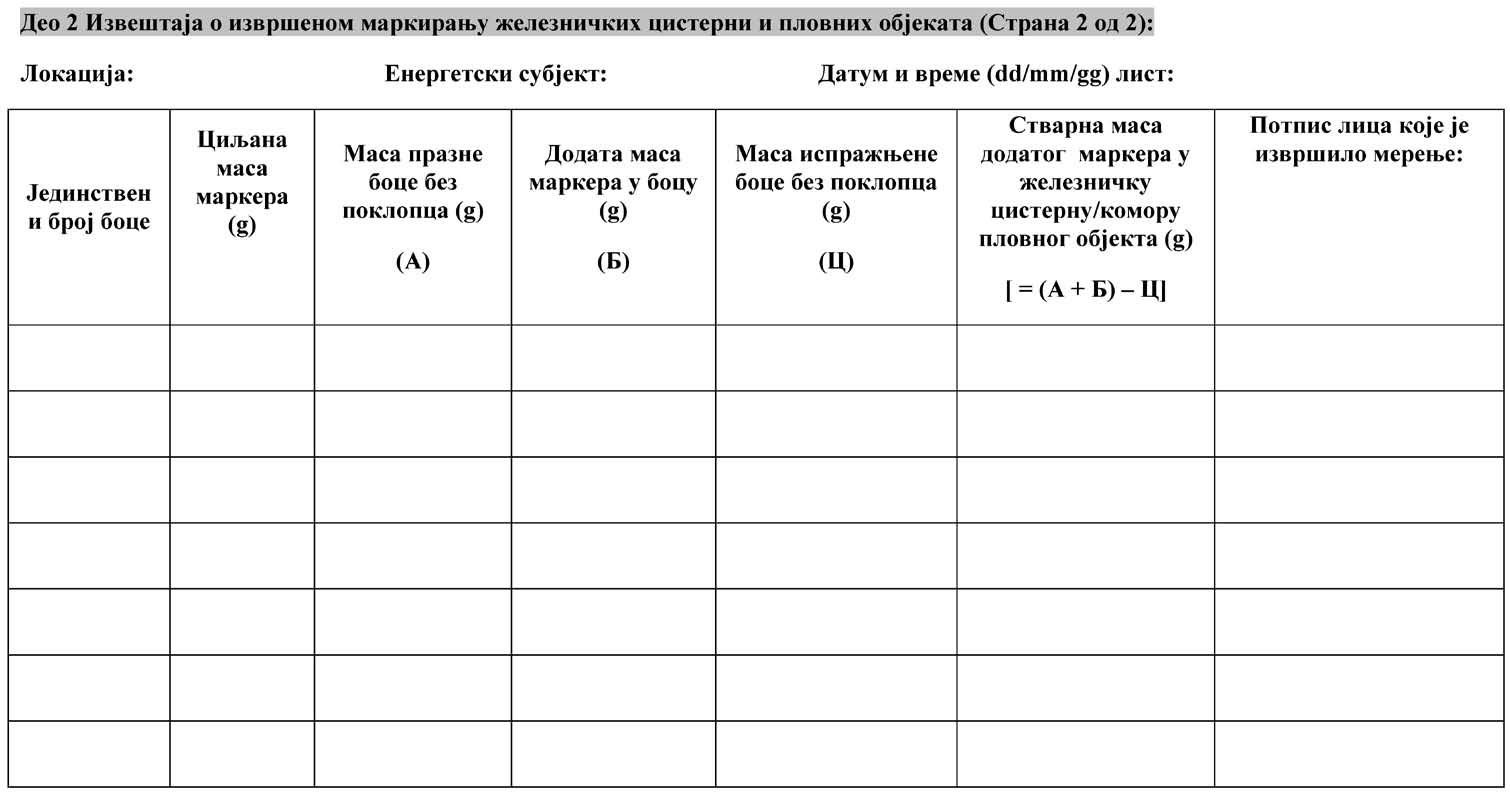 Део 2 Извештаја о извршеном маркирању железничких цистерни и пловних објеката (Страна 2 од 2):
Локација: Енергетски субјект: Датум и време (dd/mm/gg) лист:
Јединствен
и број боце
Циљана
маса
маркера
(g)
Маса празне
боце без
поклопца (g)
(А)
Додата маса
маркера у боцу
(g)
(Б)
Маса испражњене
боце без поклопца
(g)
(Ц)
Стварна маса
додатог маркера у
железничку
цистерну/комору
пловног објекта (g)
[ = (А + Б) – Ц]
Потпис лица које је
извршило мерење: